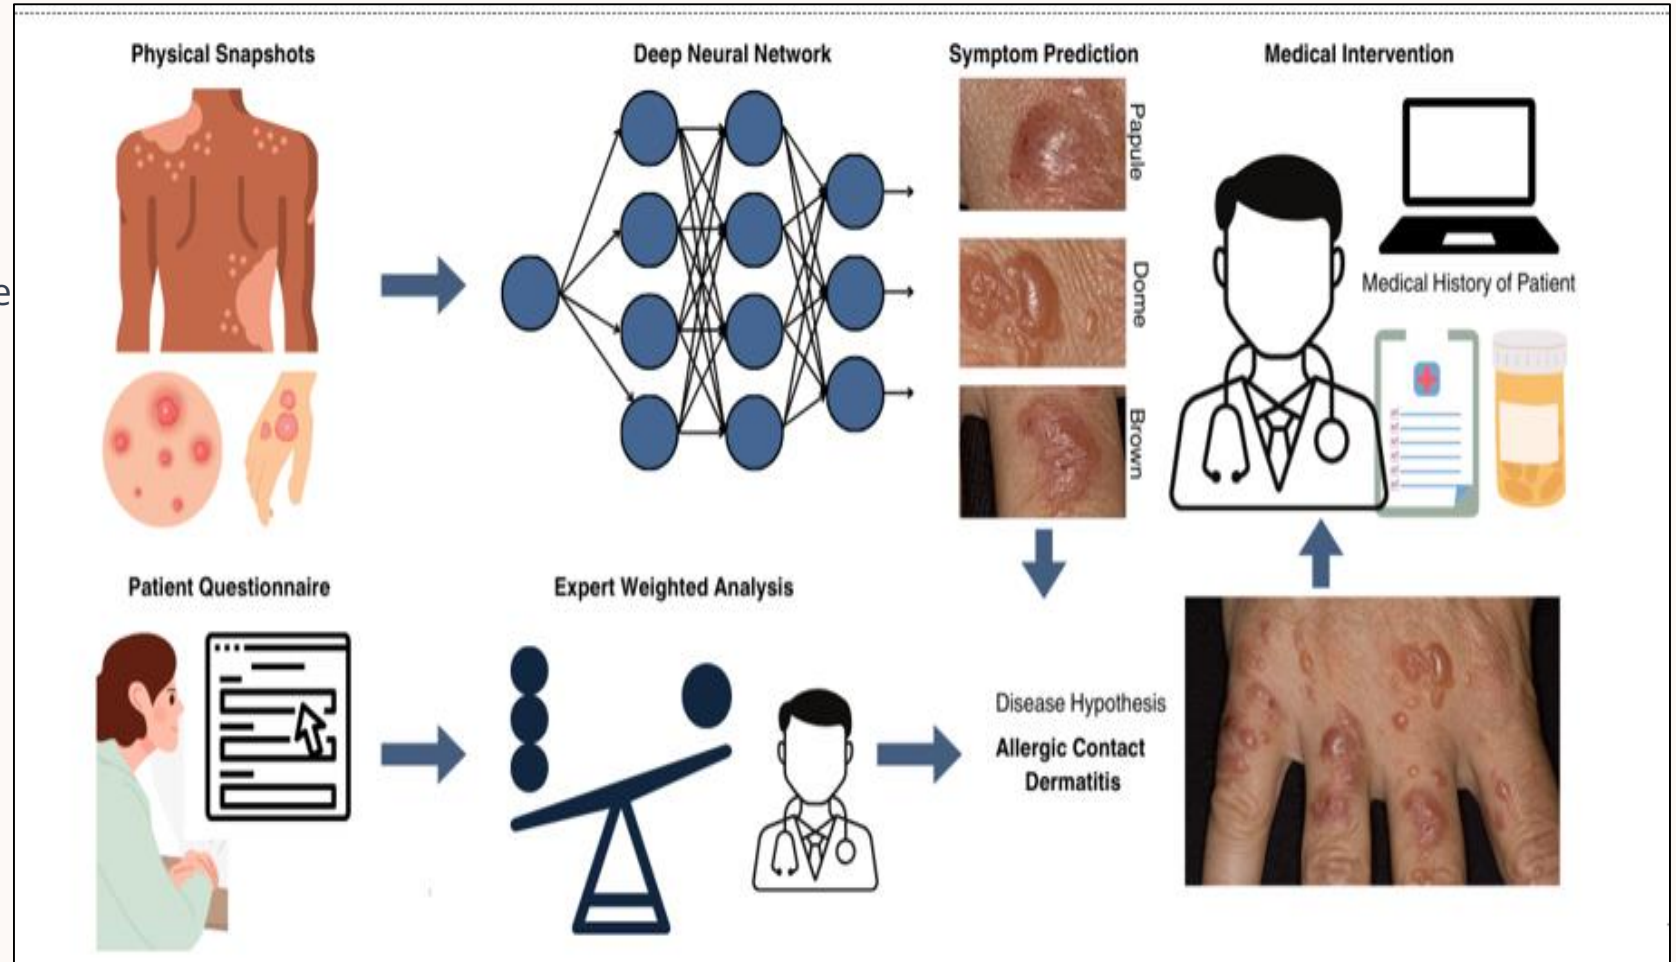 Physical Snapshots
Deep Neural Network
Symptom Prediction
Medical Intervention
Papule
Dome
Brown
Medical History of Patient
e
Patient Questionnaire
Expert Weighted Analysis
Disease Hypothesis
Allergic Contact
Dermatitis